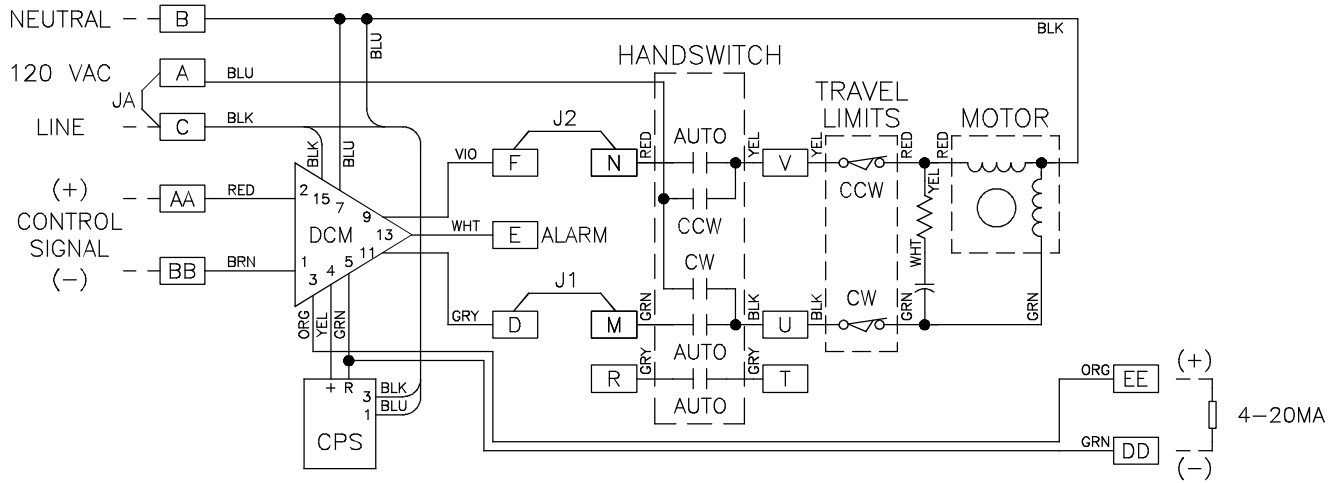 NEUTRAL
B
BLK
BLU
HANDSWITCH
120 VAC
A
BLU
JA
LINE
C
BLK
TRAVEL
LIMITS
MOTOR
J2
AUTO
BLK
BLU
VIO
F
N
RED
YEL
V
YEL
RED
RED
CCW
YEL
(+)
AA
RED
2
15
7
9
CONTROL
SIGNAL
DCM
13
WHT
E
ALARM
CCW
11
(-)
BB
BRN
1
3
4
5
CW
WHT
J1
CW
ORG
YEL
GRN
GRY
D
M
GRN
BLK
U
BLK
GRN
GRN
AUTO
R
GRY
GRY
T
AUTO
ORG
EE
(+)
+
R
3
BLK
1
BLU
CPS
4-20MA
GRN
DD
(-)